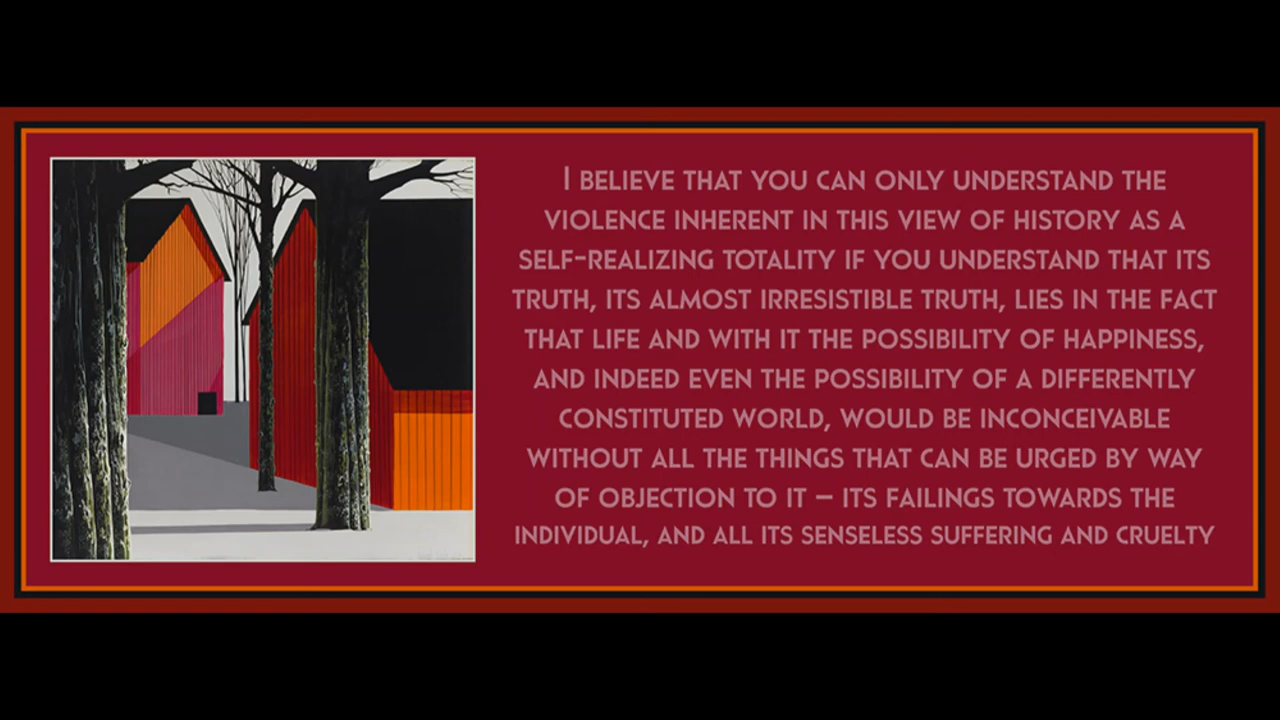 I BELIEVE THAT YOU CAN ONLY UNDERSTAND THE
VIOLENCE INHERENT IN THIS VIEW OF HISTORY AS A
SELF-REALIZING TOTALITY IF YOU UNDERSTAND THAT ITS
TRUTH, ITS ALMOST IRRESISTIBLE TRUTH, LIES IN THE FACT
THAT LIFE AND WITH IT THE POSSIBILITY OF HAPPINESS,
AND INDEED EVEN THE POSSIBILITY OF A DIFFERENTLY
CONSTITUTED WORLD, WOULD BE INCONCEIVABLE
WITHOUT ALL THE THINGS THAT CAN BE URGED BY WAY
OF OBJECTION TO IT – ITS FAILINGS TOWARDS THE
INDIVIDUAL, AND ALL ITS SENSELESS SUFFERING AND CRUELTY